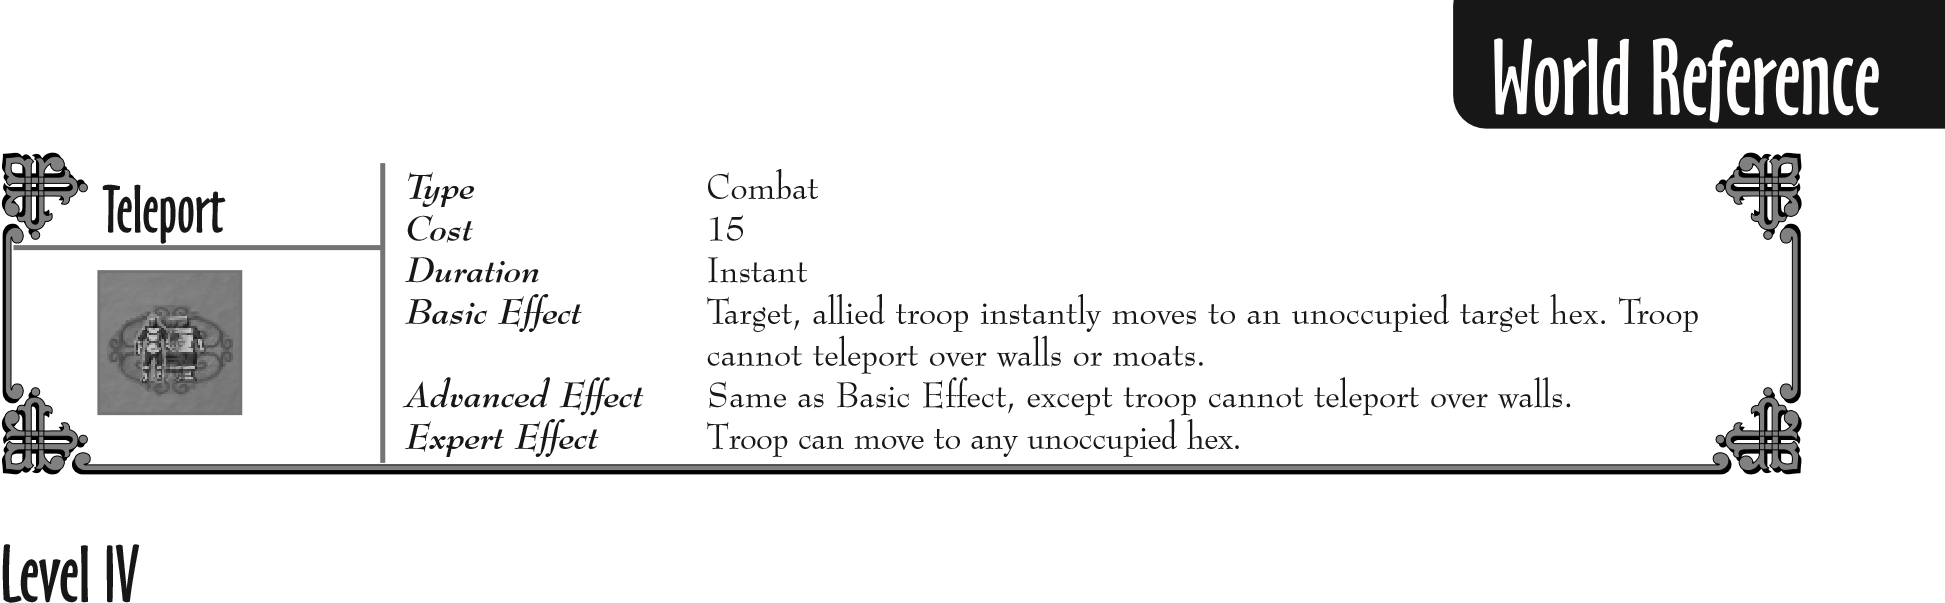 World Reference
Teleport
Type Combat
Cost 15
Duration Instant
Basic Effect Target, allied troop instantly moves to an unoccupied target hex. Troop
cannot teleport over walls or moats.
Advanced Effect Same as Basic Effect, except troop cannot teleport over walls.
Expert Effect Troop can move to any unoccupied hex.
Level IV